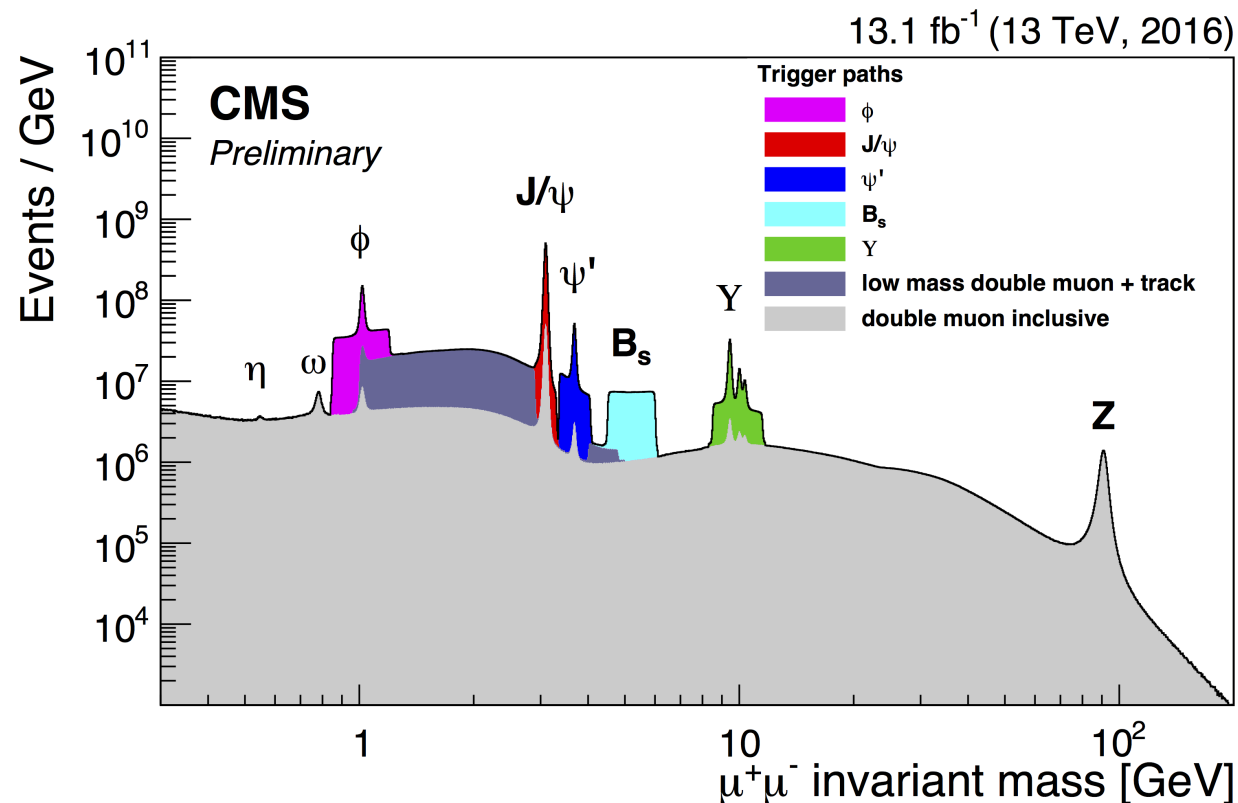 13.1 fb⁻¹ (13 TeV, 2016)
Events / GeV
10¹¹
10¹⁰
10⁹
10⁸
10⁷
10⁶
10⁵
10⁴
CMS
Preliminary
Trigger paths
ϕ
J/ψ
ψ'
Bₛ
Υ
low mass double muon + track
double muon inclusive
η
ω
ϕ
J/ψ
ψ'
Bₛ
Υ
Z
1 10 10²
μ⁺μ⁻ invariant mass [GeV]